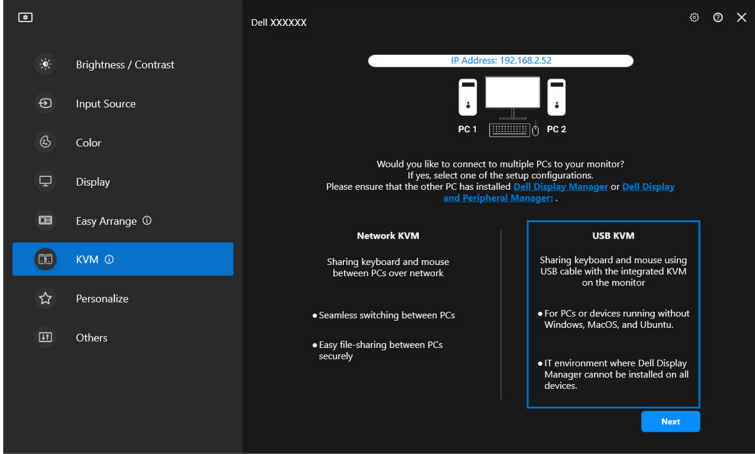 Dell XXXXXX
Brightness / Contrast
Input Source
Color
Display
Easy Arrange
KVM
Personalize
Others
IP Address: 192.168.2.52
PC 1
PC 2
Would you like to connect to multiple PCs to your monitor?
If yes, select one of the setup configurations.
Please ensure that the other PC has installed Dell Display Manager or Dell Display
and Peripheral Manager: .
Network KVM
Sharing keyboard and mouse
between PCs over network
• Seamless switching between PCs
• Easy file-sharing between PCs
securely
USB KVM
Sharing keyboard and mouse using
USB cable with the integrated KVM
on the monitor
• For PCs or devices running without
Windows, MacOS, and Ubuntu.
• IT environment where Dell Display
Manager cannot be installed on all
devices.
Next